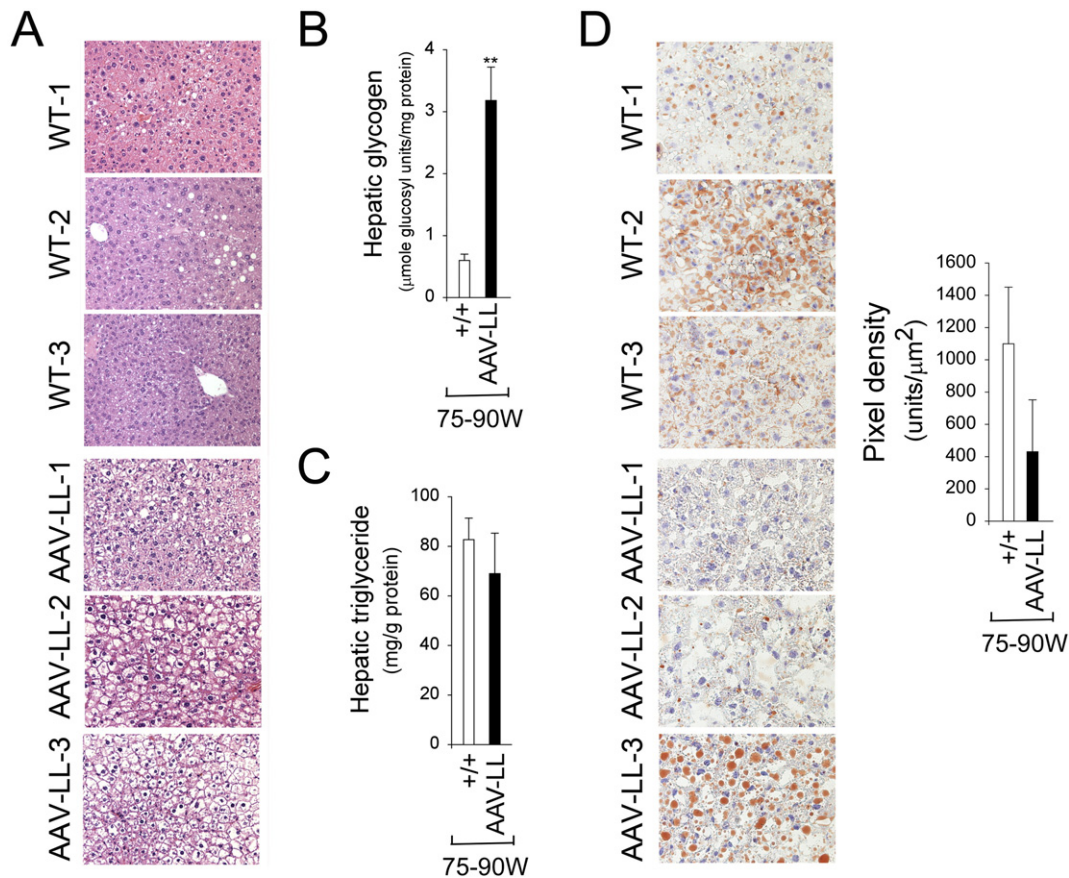 A
WT-1
WT-2
WT-3
AAV-LL-1
AAV-LL-2
AAV-LL-3
B
Hepatic glycogen
(μmole glucosyl units/mg protein)
4
3
2
1
0
**
+/+
AAV-LL
75-90W
C
Hepatic triglyceride
(mg/g protein)
100
80
60
40
20
0
+/+
AAV-LL
75-90W
D
WT-1
WT-2
WT-3
AAV-LL-1
AAV-LL-2
AAV-LL-3
Pixel density
(units/μm²)
1600
1400
1200
1000
800
600
400
200
0
+/+
AAV-LL
75-90W